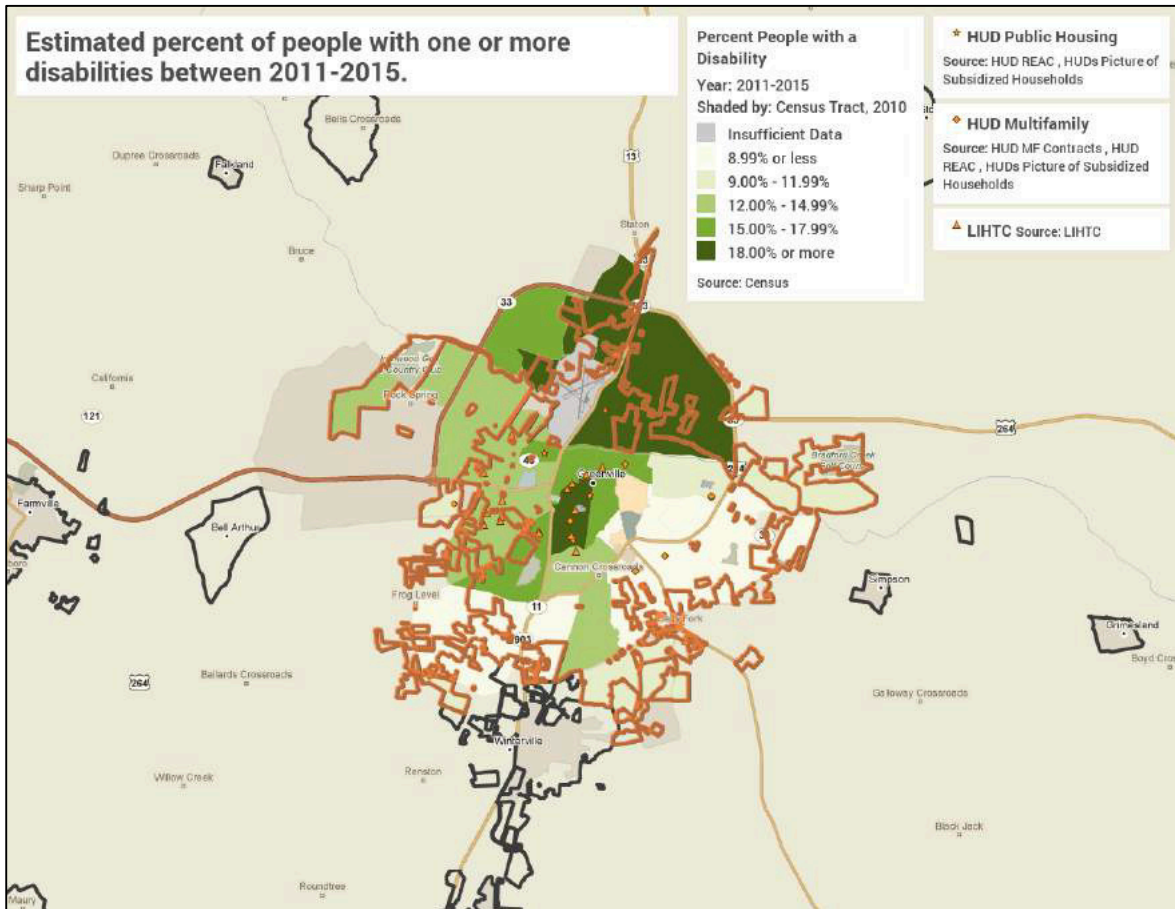 Estimated percent of people with one or more
disabilities between 2011-2015.
Percent People with a
Disability
Year: 2011-2015
Shaded by: Census Tract, 2010
Insufficient Data
8.99% or less
9.00% - 11.99%
12.00% - 14.99%
15.00% - 17.99%
18.00% or more
Source: Census
HUD Public Housing
Source: HUD REAC , HUDs Picture of
Subsidized Households
HUD Multifamily
Source: HUD MF Contracts , HUD
REAC , HUDs Picture of Subsidized
Households
LIHTC Source: LIHTC
Bells Crossroads
Dupree Crossroads
Falkland
13
Sharp Point
Staton
Bruce
33
Country Club
Rock Spring
California
121
264
Greenville
Farmville
Bell Arthur
Cannon Crossroads
Simpson
Frog Level
11
903
Grimesland
264
Ballards Crossroads
Galloway Crossroads
Winterville
Willow Creek
Renston
Black Jack
Roundtree
Maury